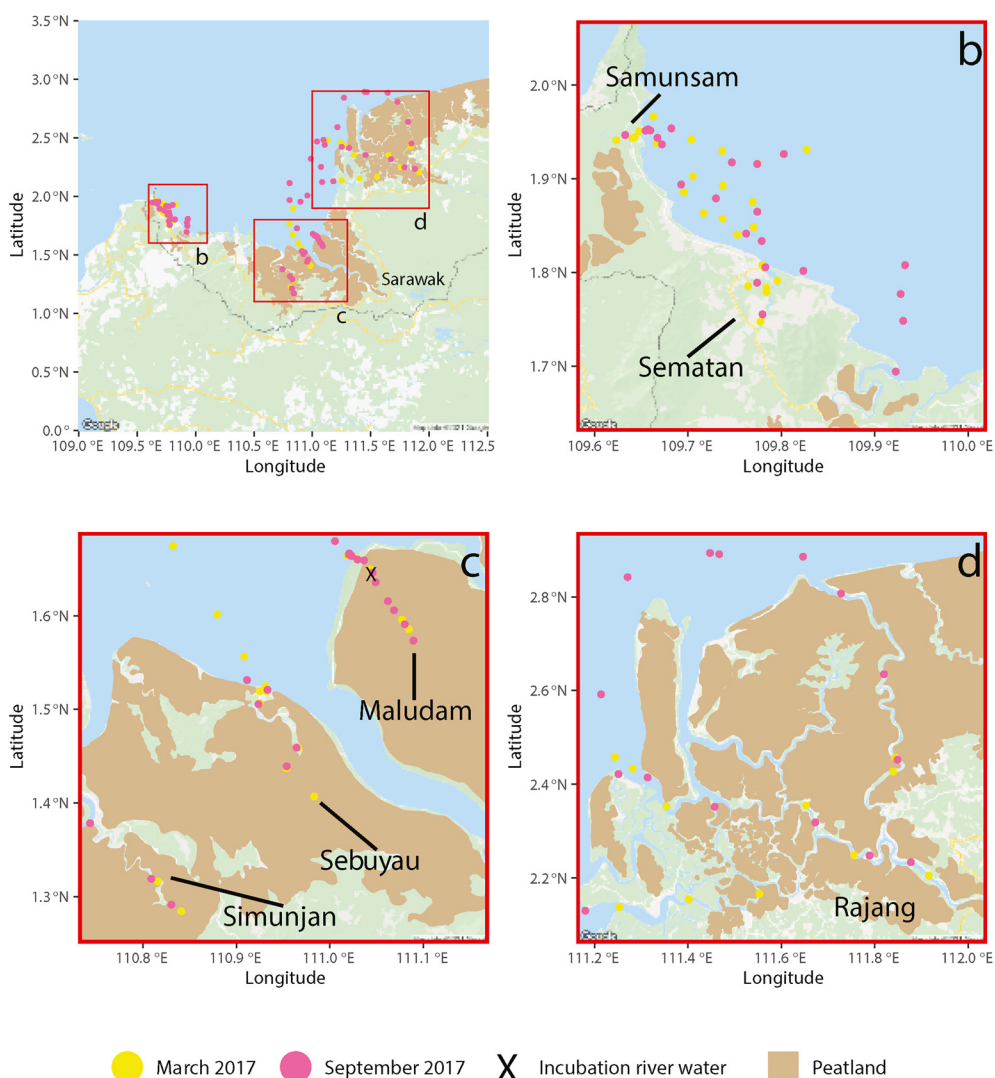 3.5 °N
3.0 °N
2.5 °N
2.0 °N
1.5 °N
1.0 °N
0.5 °N
0.0 °
Latitude
109.0 °E 109.5 °E 110.0 °E 110.5 °E 111.0 °E 111.5 °E 112.0 °E 112.5 °E
Longitude
b
d
c
Sarawak
b
Samunsam
Sematan
2.0 °N
1.9 °N
1.8 °N
1.7 °N
Latitude
109.6 °E 109.7 °E 109.8 °E 109.9 °E 110.0 °E
Longitude
c
Maludam
Sebuyau
Simunjan
1.6 °N
1.5 °N
1.4 °N
1.3 °N
Latitude
110.8 °E 110.9 °E 111.0 °E 111.1 °E
Longitude
X
d
Rajang
2.8 °N
2.6 °N
2.4 °N
2.2 °N
Latitude
111.2 °E 111.4 °E 111.6 °E 111.8 °E 112.0 °E
Longitude
March 2017 September 2017 X Incubation river water Peatland